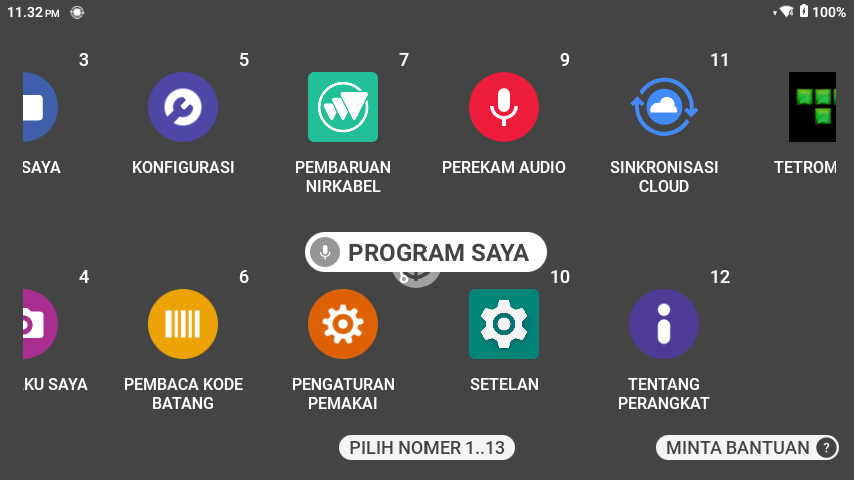 11.32 PM
100%
3
5
7
9
11
SAYA
KONFIGURASI
PEMBARUAN
NIRKABEL
PEREKAM AUDIO
SINKRONISASI
CLOUD
TETROM
PROGRAM SAYA
4
6
8
10
12
KU SAYA
PEMBACA KODE
BATANG
PENGATURAN
PEMAKAI
SETELAN
TENTANG
PERANGKAT
PILIH NOMER 1..13
MINTA BANTUAN ?